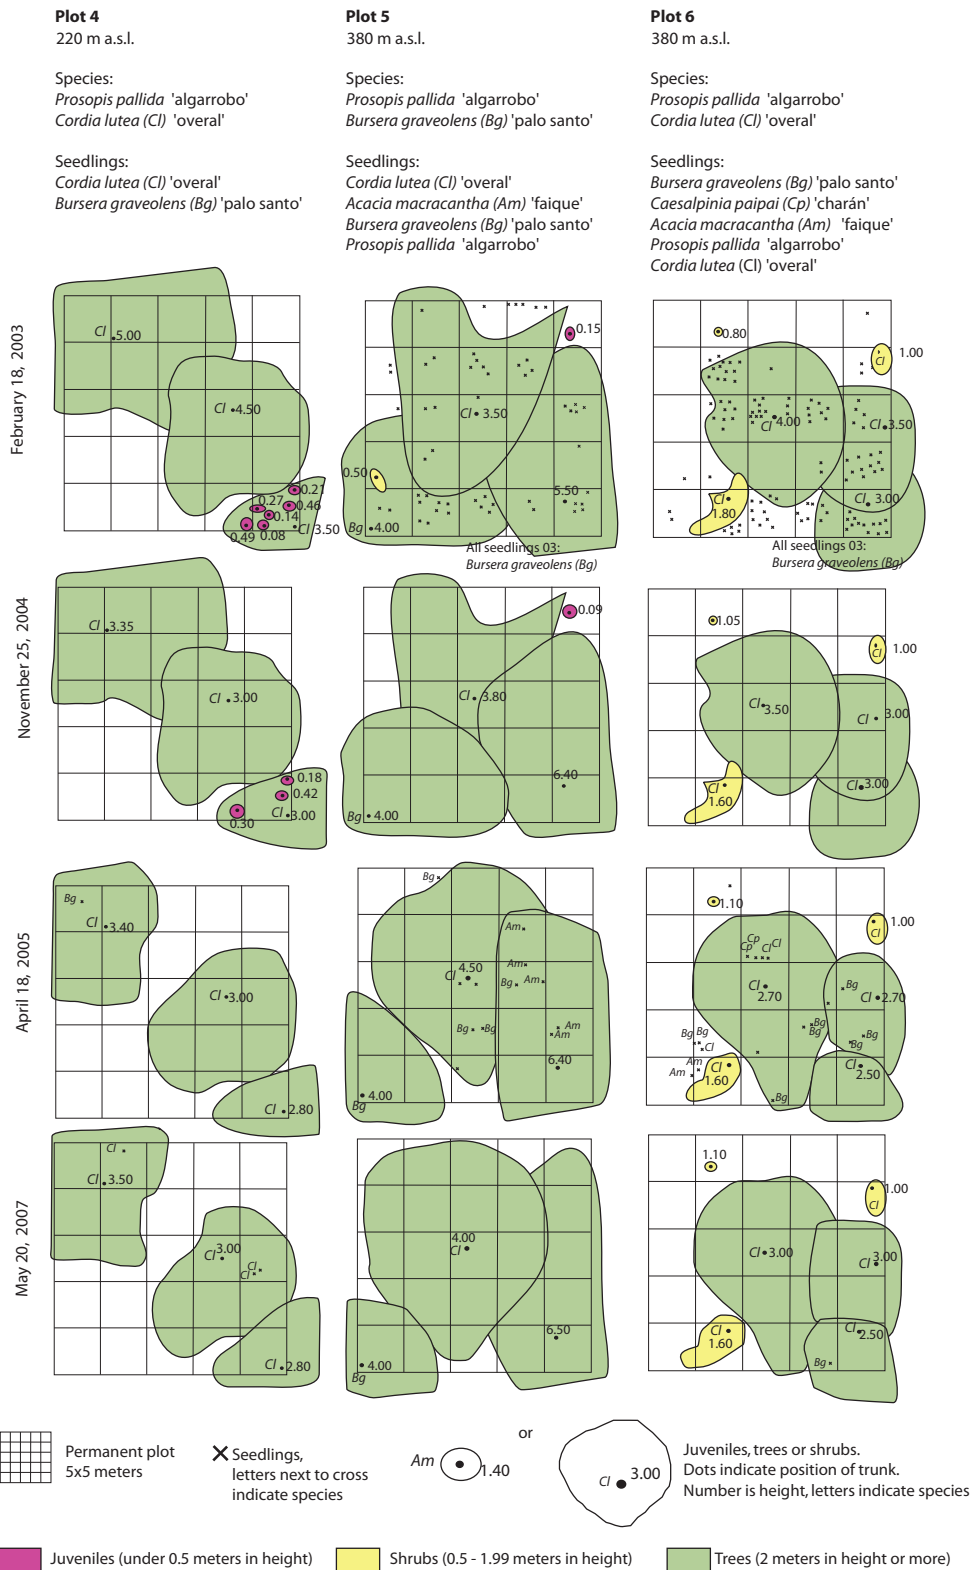 Plot 4
220 m a.s.l.
Species:
Prosopis pallida 'algarrobo'
Cordia lutea (Cl) 'overal'
Seedlings:
Cordia lutea (Cl) 'overal'
Bursera graveolens (Bg) 'palo santo'
Plot 5
380 m a.s.l.
Species:
Prosopis pallida 'algarrobo'
Bursera graveolens (Bg) 'palo santo'
Seedlings:
Cordia lutea (Cl) 'overal'
Acacia macracantha (Am) 'faique'
Bursera graveolens (Bg) 'palo santo'
Prosopis pallida 'algarrobo'
Plot 6
380 m a.s.l.
Species:
Prosopis pallida 'algarrobo'
Cordia lutea (Cl) 'overal'
Seedlings:
Bursera graveolens (Bg) 'palo santo'
Caesalpinia paipai (Cp) 'charán'
Acacia macracantha (Am) 'faique'
Prosopis pallida 'algarrobo'
Cordia lutea (Cl) 'overal'
February 18, 2003
Cl 5.00
Cl 4.50
0.21
0.27
0.46
0.14
Cl 3.50
0.49 0.08
0.15
Cl 3.50
0.50
5.50
Bg 4.00
All seedlings 03:
Bursera graveolens (Bg)
0.80
Cl 1.00
Cl 4.00
Cl 3.50
Cl 3.00
Cl
1.80
All seedlings 03:
Bursera graveolens (Bg)
November 25, 2004
Cl 3.35
Cl 3.00
0.18
0.42
Cl 3.00
0.30
0.09
Cl 3.80
6.40
Bg 4.00
1.05
Cl 1.00
Cl 3.50
Cl 3.00
Cl 3.00
Cl
1.60
April 18, 2005
Bg
Cl 3.40
Cl 3.00
Cl 2.80
Bg
Am
Am
4.50
Cl
Bg Am
Bg Bg
Am
Am
6.40
4.00
Bg
1.10
1.00
Cl
Cp
Cp Cl Cl
Cl
2.70
Bg
Cl 2.70
Bg
Bg
Bg
Bg
Bg Bg
Cl
Am
Am
Cl
1.60
Cl
2.50
Bg
May 20, 2007
Cl
Cl 3.50
3.00
Cl
Cl
Cl
Cl 2.80
4.00
Cl
6.50
4.00
Bg
1.10
1.00
Cl
Cl 3.00
3.00
Cl
Cl
2.50
Cl
1.60
Bg
Permanent plot
5x5 meters
Seedlings,
letters next to cross
indicate species
Am 1.40
or
Cl 3.00
Juveniles, trees or shrubs.
Dots indicate position of trunk.
Number is height, letters indicate species
Juveniles (under 0.5 meters in height)
Shrubs (0.5 - 1.99 meters in height)
Trees (2 meters in height or more)